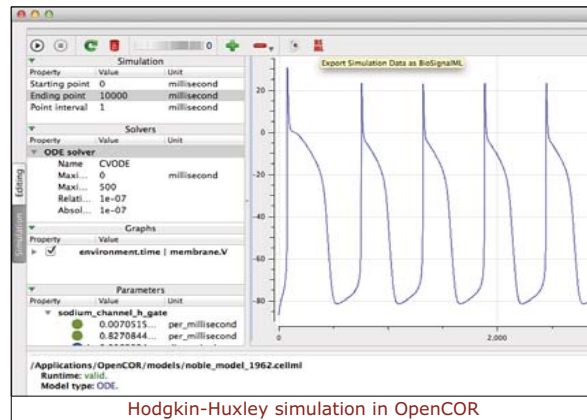 0
Export Simulation Data as BioSignalML
Simulation
Property Value Unit
Starting point 0 millisecond
Ending point 10000 millisecond
Point interval 1 millisecond
Solvers
Property Value Unit
ODE solver
Name CVODE
Maxi... 0 millisecond
Maxi... 500
Relati... 1e-07
Absol... 1e-07
Graphs
Property Value
environment.time | membrane.V
Parameters
Property Value Unit
sodium_channel_h_gate
0.0070515... per_millisecond
0.8270844... per_millisecond
Editing
Simulation
20
0
-20
-40
-60
-80
0 2,000
/Applications/OpenCOR/models/noble_model_1962.cellml
Runtime: valid.
Model type: ODE.
Hodgkin-Huxley simulation in OpenCOR